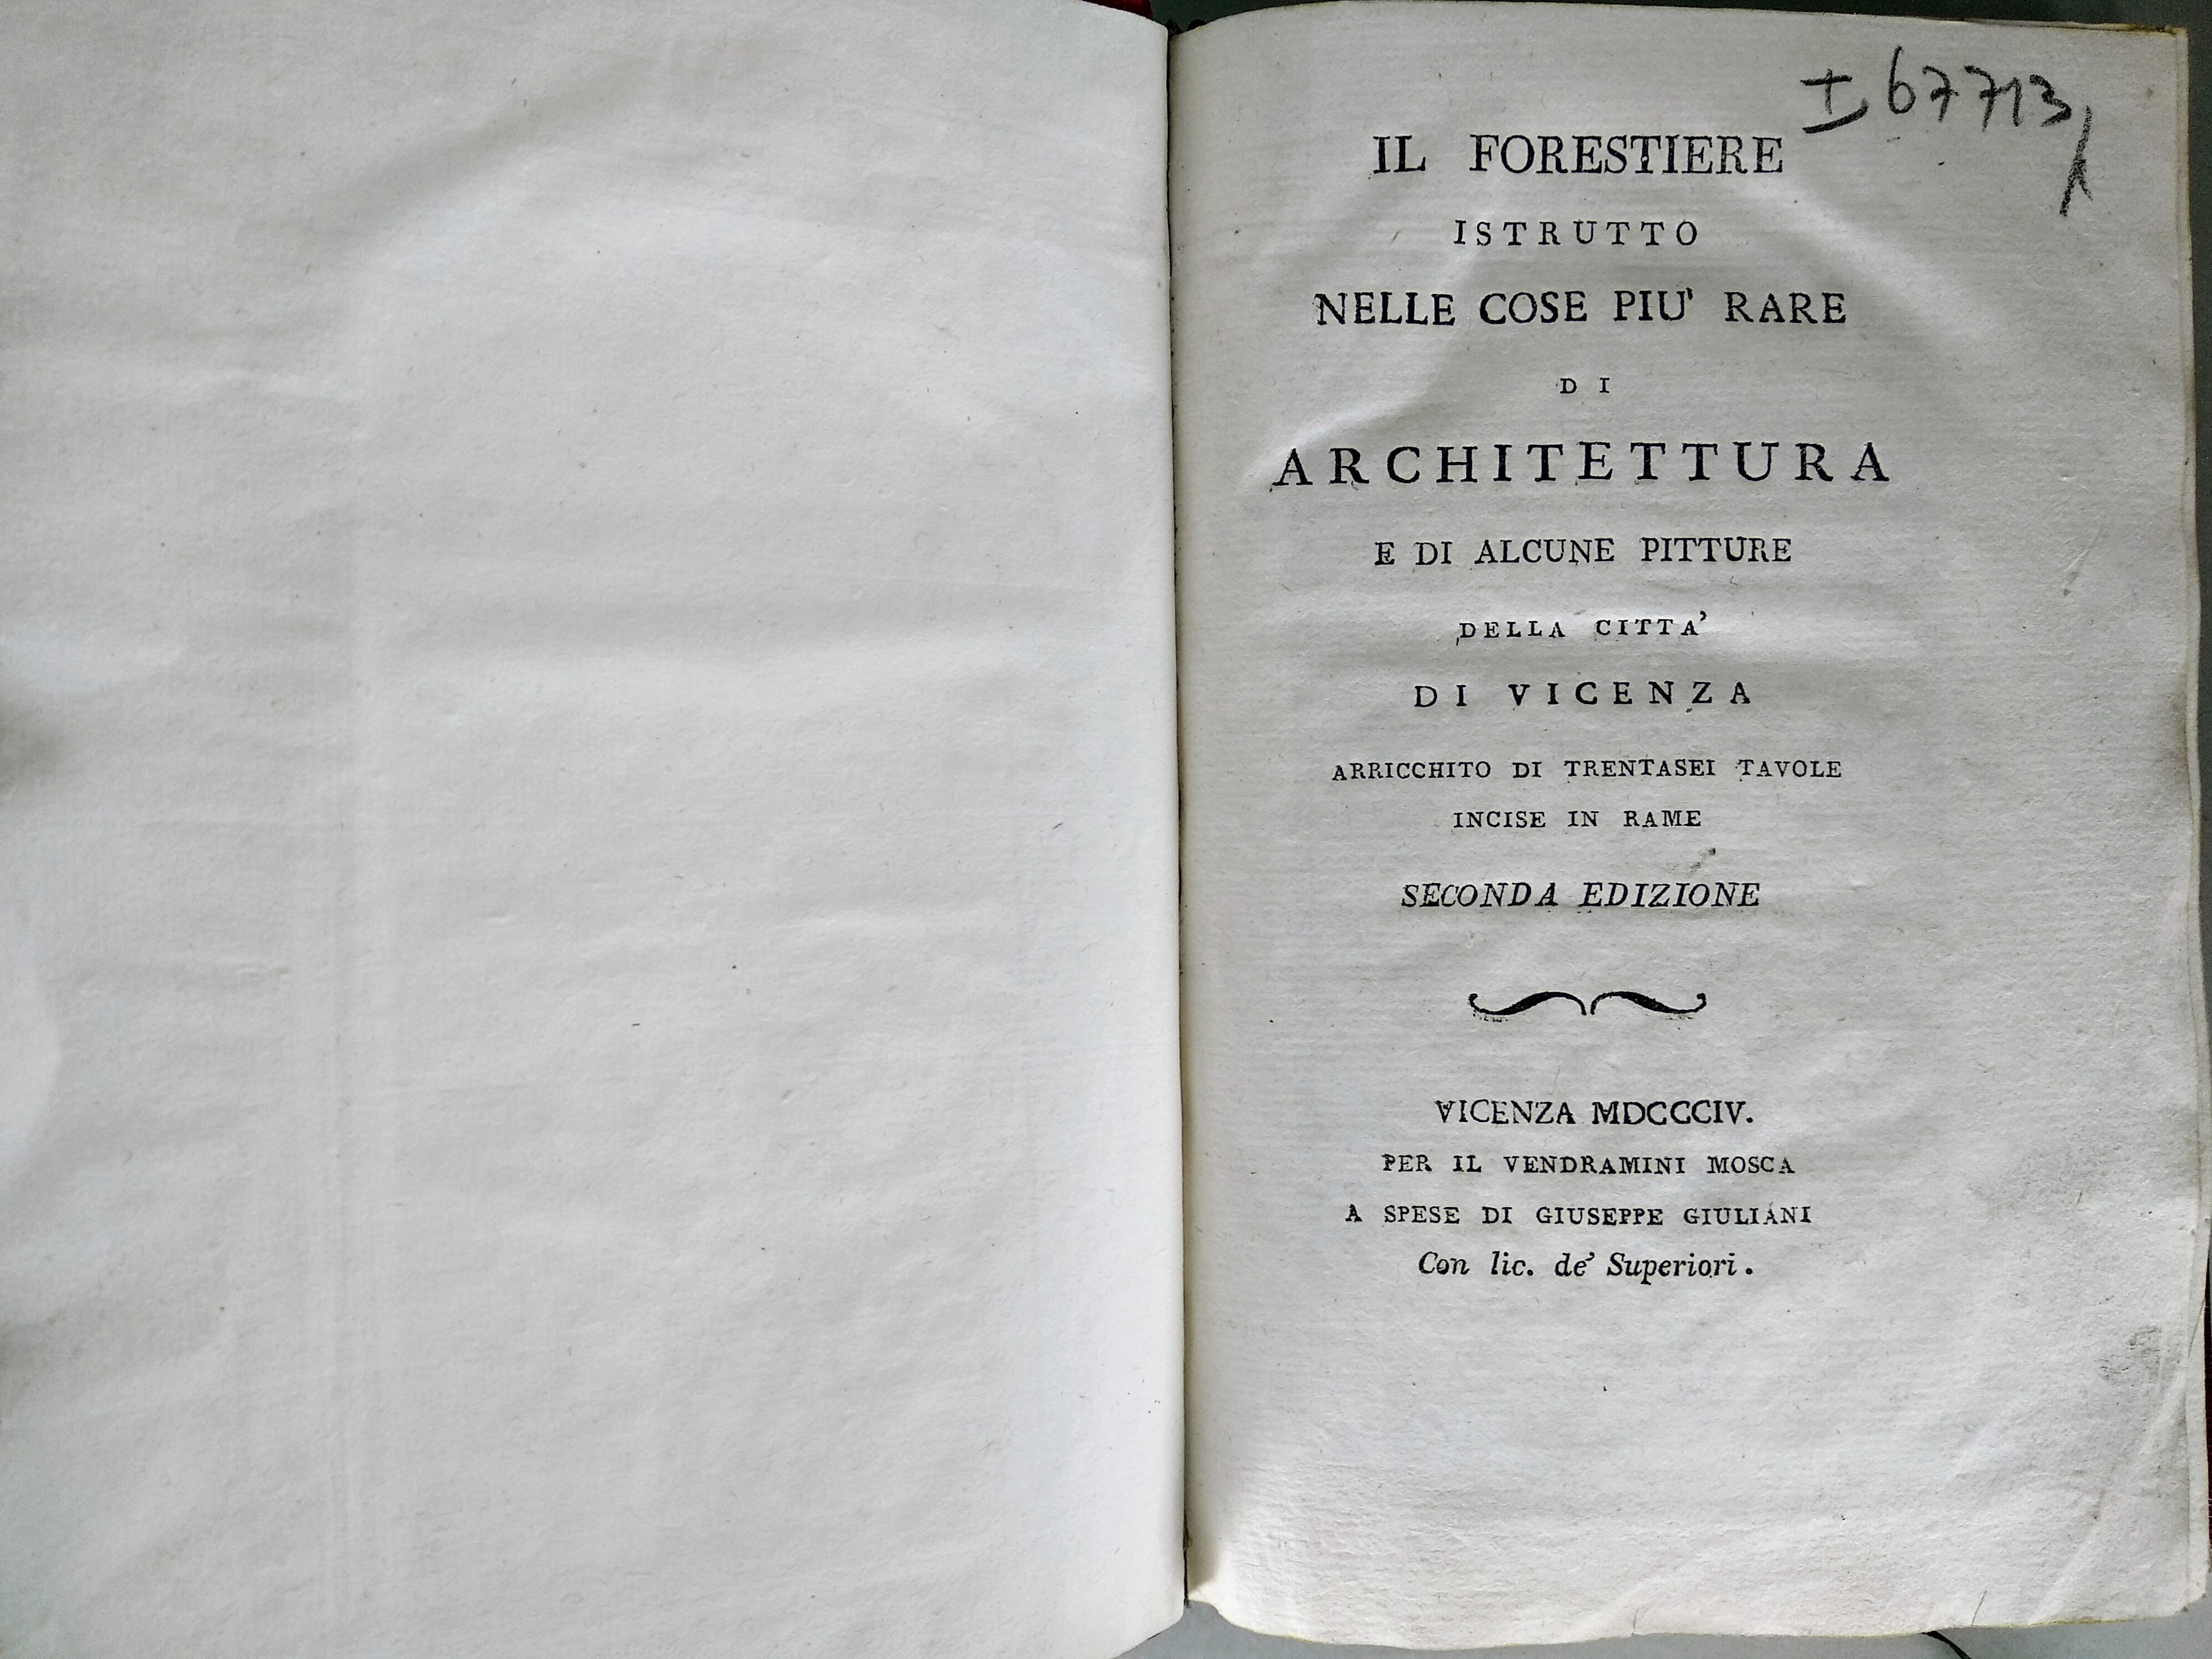 ± 67713
IL FORESTIERE
ISTRUTTO
NELLE COSE PIU' RARE
DI
ARCHITETTURA
E DI ALCUNE PITTURE
DELLA CITTA'
DI VICENZA
ARRICCHITO DI TRENTASEI TAVOLE
INCISE IN RAME
SECONDA EDIZIONE
VICENZA MDCCCIV.
PER IL VENDRAMINI MOSCA
A SPESE DI GIUSEPPE GIULIANI
Con lic. de' Superiori.